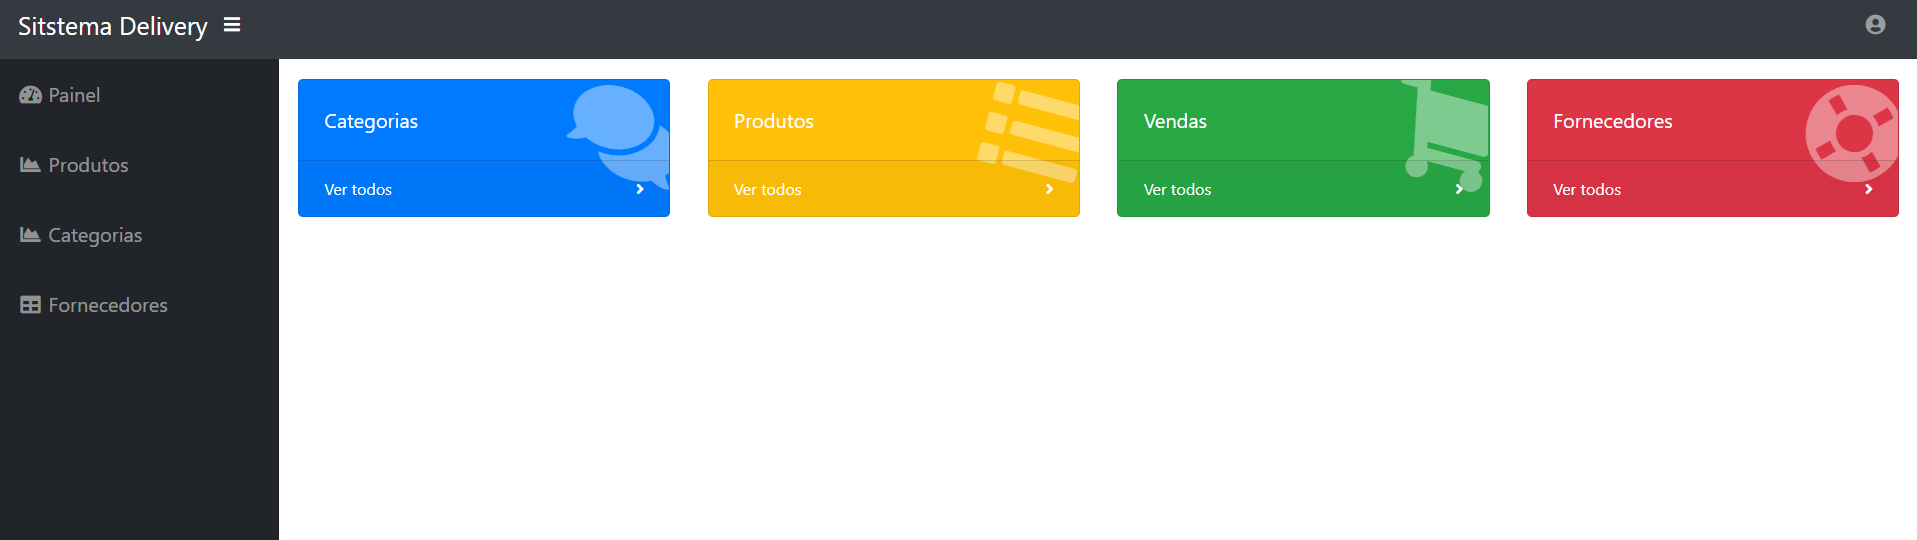 Sitstema Delivery
Painel
Produtos
Categorias
Fornecedores
Categorias
Ver todos
Produtos
Ver todos
Vendas
Ver todos
Fornecedores
Ver todos